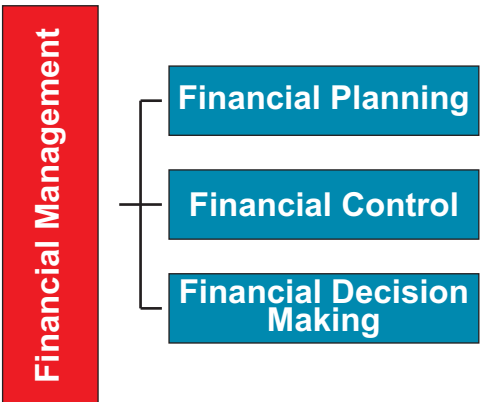 Financial Management
Financial Planning
Financial Control
Financial Decision
Making